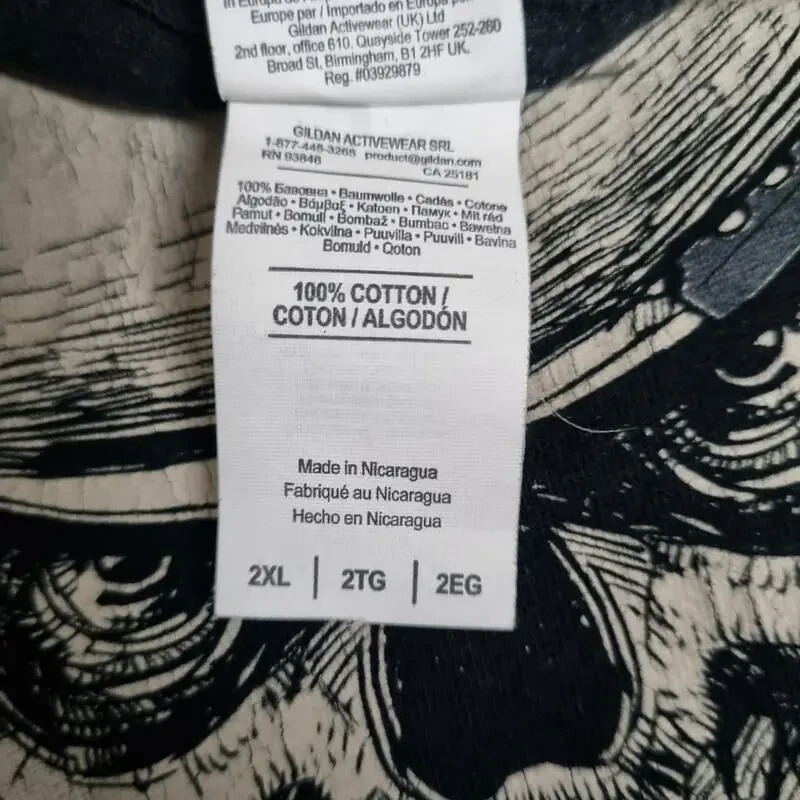 Europe par / Importado en Europa
Gildan Activewear (UK) Ltd
2nd floor, office 610, Quayside Tower 252-260
Broad St, Birmingham, B1 2HF UK.
Reg. #03929879
GILDAN ACTIVEWEAR SRL
1-877-445-3265 product@gildan.com
RN 93846 CA 25181
100% Бавовна • Baumwolle • Cadás • Cotone
Algodão • Βάμβαξ • Katoen • Памук • Mit réd
Pamut • Bomull • Bombaž • Bumbac • Bawełna
Medvilnės • Kokvilna • Puuvilla • Puuvill • Bavlna
Bomuld • Qoton
100% COTTON /
COTON / ALGODÓN
Made in Nicaragua
Fabriqué au Nicaragua
Hecho en Nicaragua
2XL | 2TG | 2EG